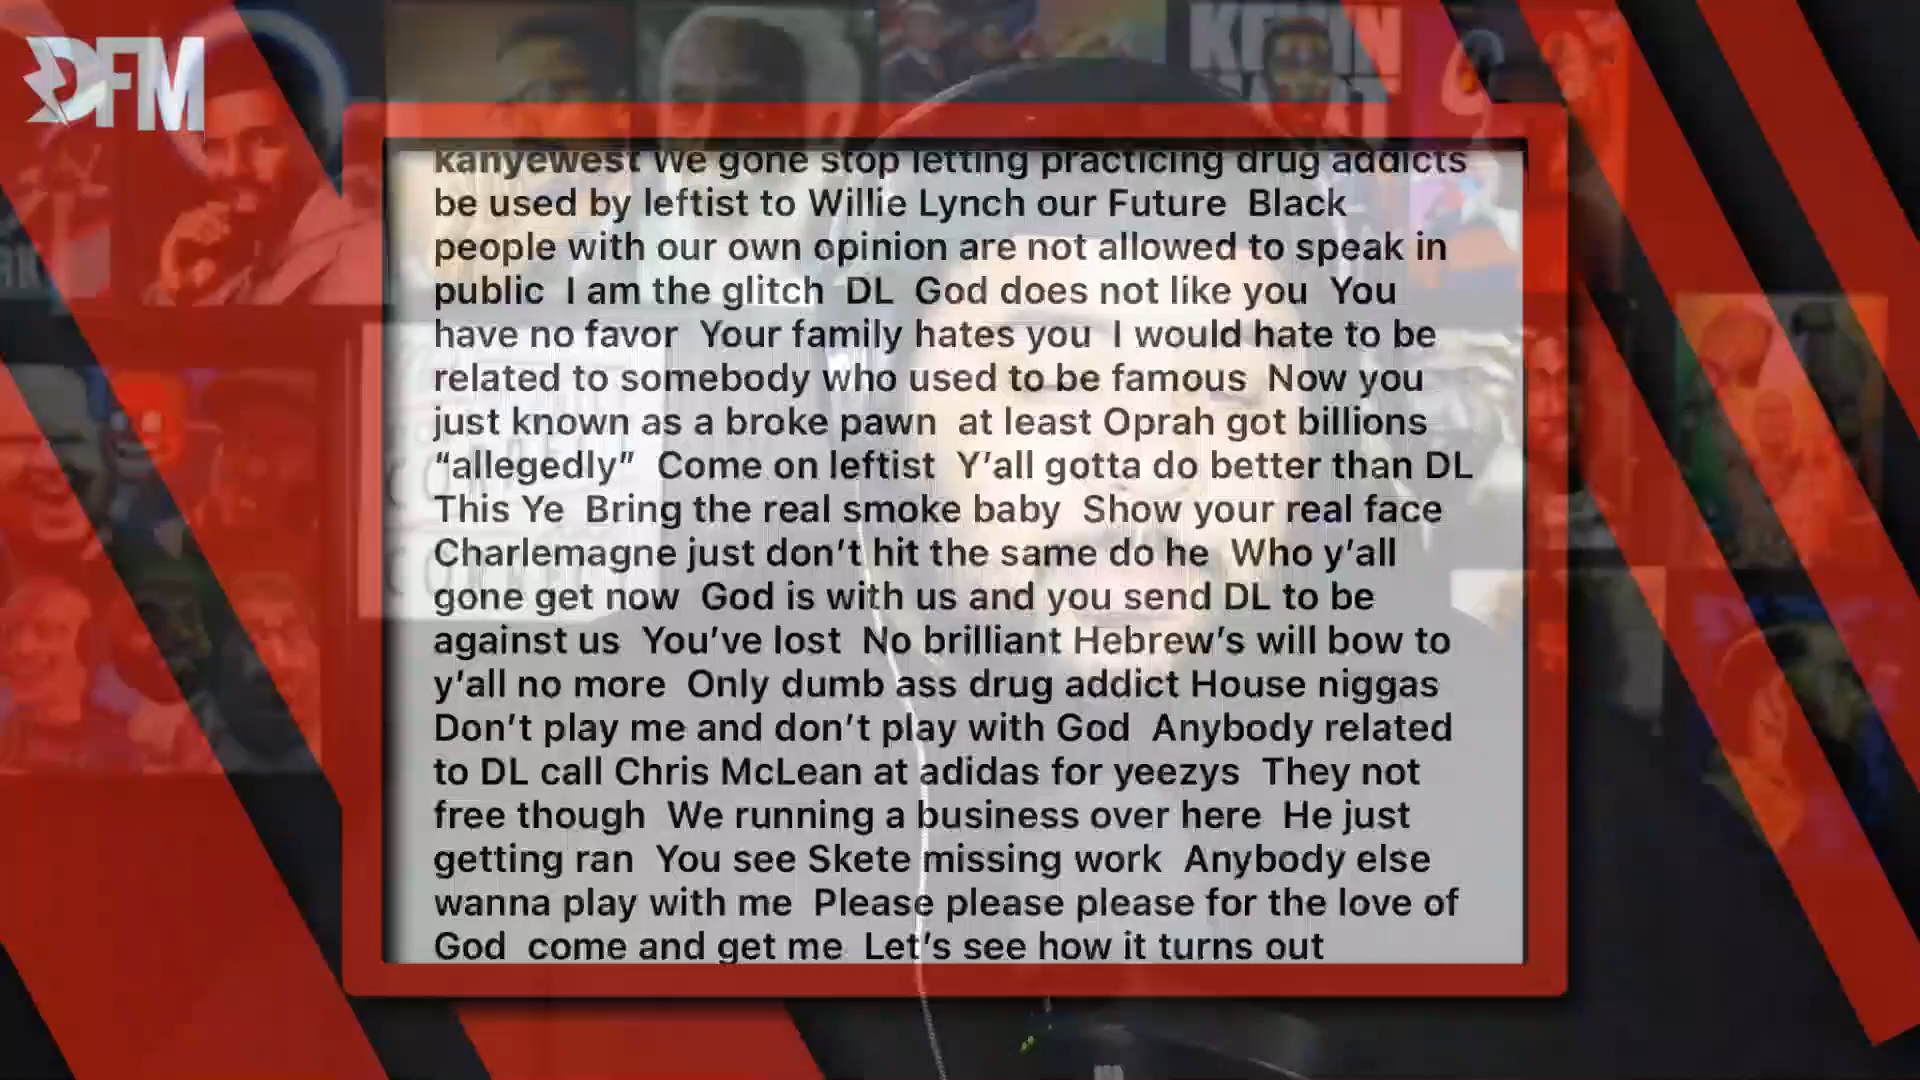 DFM
kanyewest We gone stop letting practicing drug addicts
be used by leftist to Willie Lynch our Future Black
people with our own opinion are not allowed to speak in
public I am the glitch DL God does not like you You
have no favor Your family hates you I would hate to be
related to somebody who used to be famous Now you
just known as a broke pawn at least Oprah got billions
“allegedly” Come on leftist Y’all gotta do better than DL
This Ye Bring the real smoke baby Show your real face
Charlemagne just don’t hit the same do he Who y’all
gone get now God is with us and you send DL to be
against us You’ve lost No brilliant Hebrew’s will bow to
y’all no more Only dumb ass drug addict House niggas
Don’t play me and don’t play with God Anybody related
to DL call Chris McLean at adidas for yeezys They not
free though We running a business over here He just
getting ran You see Skete missing work Anybody else
wanna play with me Please please please for the love of
God come and get me Let’s see how it turns out